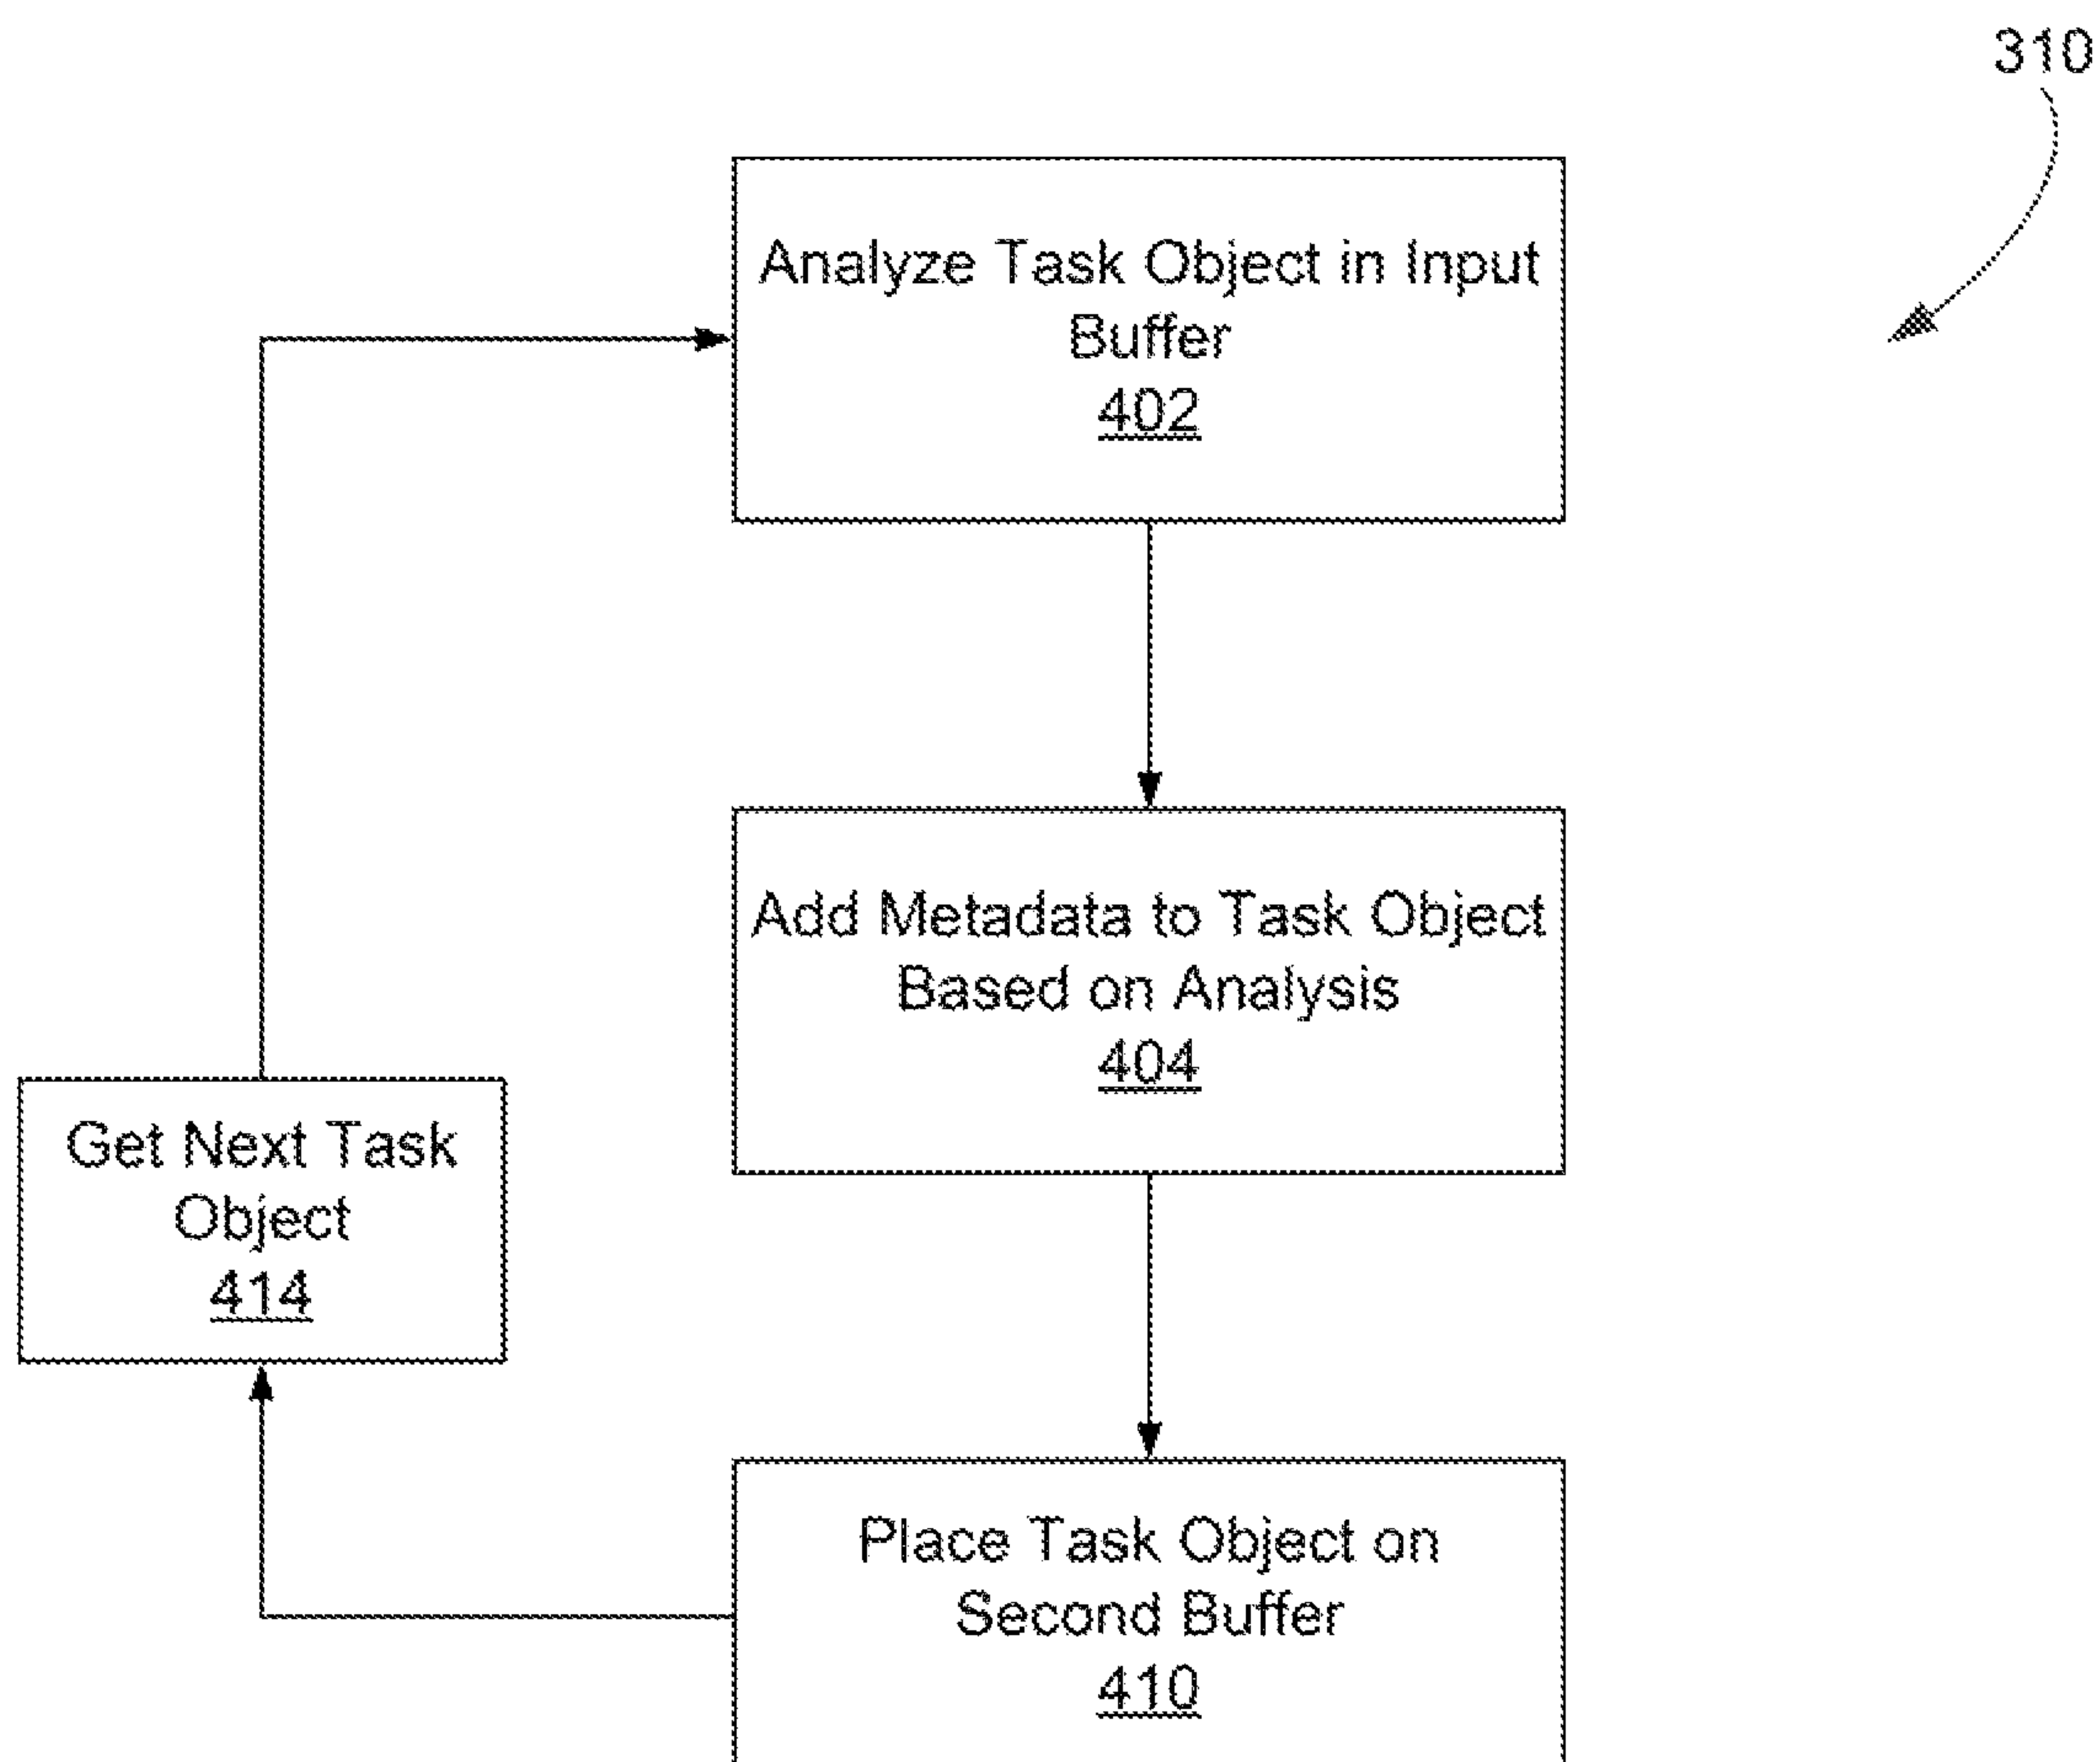 310
Analyze Task Object in Input
Buffer
402
Add Metadata to Task Object
Based on Analysis
404
Get Next Task
Object
414
Place Task Object on
Second Buffer
410